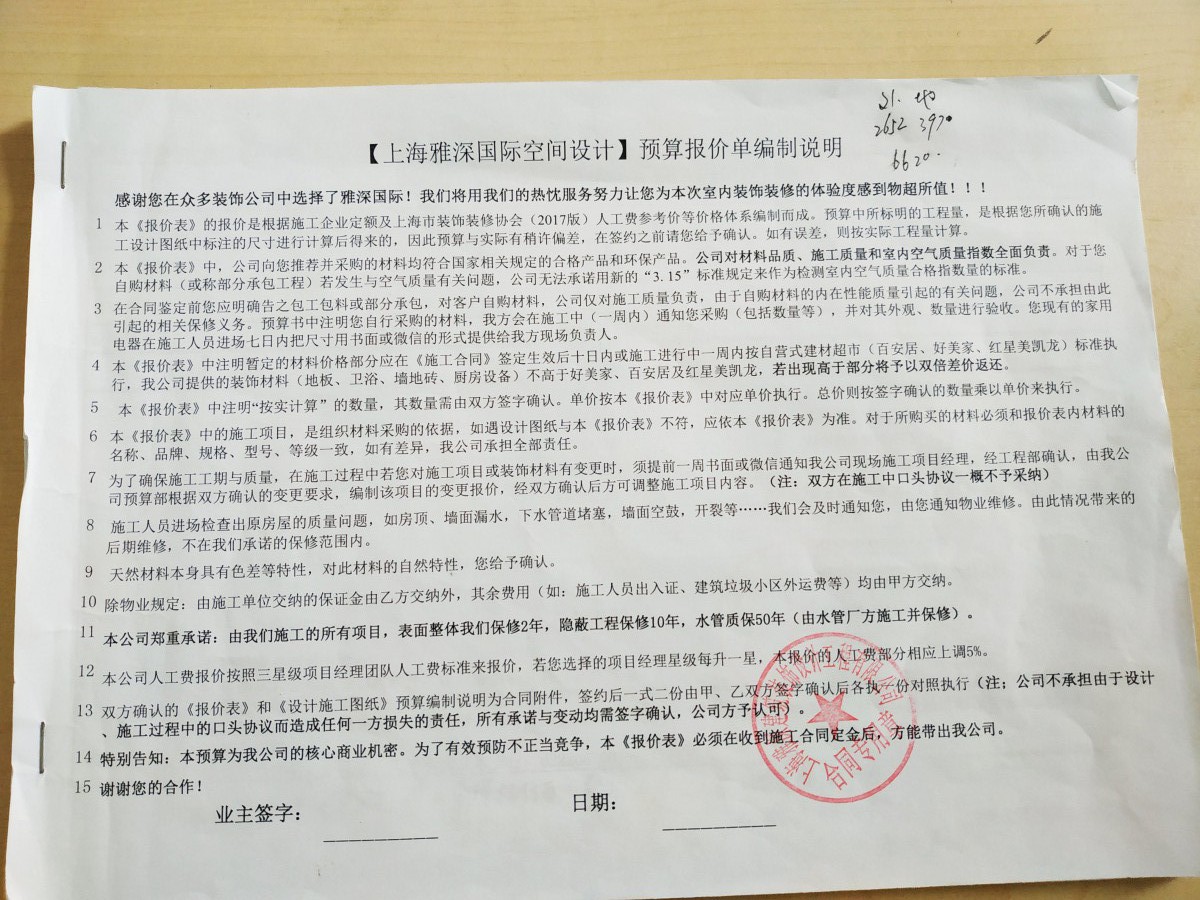 2652 3970
6620
【上海雅深国际空间设计】预算报价单编制说明
感谢您在众多装饰公司中选择了雅深国际！我们将用我们的热忱服务努力让您为本次室内装饰装修的体验度感到物超所值！！！
1 本《报价表》的报价是根据施工企业定额及上海市装饰装修协会（2017版）人工费参考价等价格体系编制而成。预算中所标明的工程量，是根据您所确认的施
工设计图纸中标注的尺寸进行计算后得来的，因此预算与实际有稍许偏差，在签约之前请您给予确认。如有误差，则按实际工程量计算。
2 本《报价表》中，公司向您推荐并采购的材料均符合国家相关规定的合格产品和环保产品。公司对材料品质、施工质量和室内空气质量指数全面负责。对于您
自购材料（或称部分承包工程）若发生与空气质量有关问题，公司无法承诺用新的“3.15”标准规定来作为检测室内空气质量合格指数量的标准。
3 在合同鉴定前您应明确告之包工包料或部分承包，对客户自购材料，公司仅对施工质量负责，由于自购材料的内在性能质量引起的有关问题，公司不承担由此
引起的相关保修义务。预算书中注明您自行采购的材料，我方会在施工中（一周内）通知您采购（包括数量等），并对其外观、数量进行验收。您现有的家用
电器在施工人员进场七日内把尺寸用书面或微信的形式提供给我方现场负责人。
4 本《报价表》中注明暂定的材料价格部分应在《施工合同》签定生效后十日内或施工进行中一周内按自营式建材超市（百安居、好美家、红星美凯龙）标准执
行，我公司提供的装饰材料（地板、卫浴、墙地砖、厨房设备）不高于好美家、百安居及红星美凯龙，若出现高于部分将予以双倍差价返还。
5 本《报价表》中注明“按实计算”的数量，其数量需由双方签字确认。单价按本《报价表》中对应单价执行。总价则按签字确认的数量乘以单价来执行。
6 本《报价表》中的施工项目，是组织材料采购的依据，如遇设计图纸与本《报价表》不符，应依本《报价表》为准。对于所购买的材料必须和报价表内材料的
名称、品牌、规格、型号、等级一致，如有差异，我公司承担全部责任。
7 为了确保施工工期与质量，在施工过程中若您对施工项目或装饰材料有变更时，须提前一周书面或微信通知我公司现场施工项目经理，经工程部确认，由我公
司预算部根据双方确认的变更要求，编制该项目的变更报价，经双方确认后方可调整施工项目内容。（注：双方在施工中口头协议一概不予采纳）
8 施工人员进场检查出原房屋的质量问题，如房顶、墙面漏水，下水管道堵塞，墙面空鼓，开裂等……我们会及时通知您，由您通知物业维修。由此情况带来的
后期维修，不在我们承诺的保修范围内。
9 天然材料本身具有色差等特性，对此材料的自然特性，您给予确认。
10 除物业规定：由施工单位交纳的保证金由乙方交纳外，其余费用（如：施工人员出入证、建筑垃圾小区外运费等）均由甲方交纳。
11 本公司郑重承诺：由我们施工的所有项目，表面整体我们保修2年，隐蔽工程保修10年，水管质保50年（由水管厂方施工并保修）。
12 本公司人工费报价按照三星级项目经理团队人工费标准来报价，若您选择的项目经理星级每升一星，本报价的人工费部分相应上调5%。
13 双方确认的《报价表》和《设计施工图纸》预算编制说明为合同附件，签约后一式二份由甲、乙双方签字确认后各执一份对照执行（注；公司不承担由于设计
、施工过程中的口头协议而造成任何一方损失的责任，所有承诺与变动均需签字确认，公司方予认可）。
14 特别告知：本预算为我公司的核心商业机密。为了有效预防不正当竞争，本《报价表》必须在收到施工合同定金后，方能带出我公司。
15 谢谢您的合作！
业主签字： 日期：
施工合同专用章